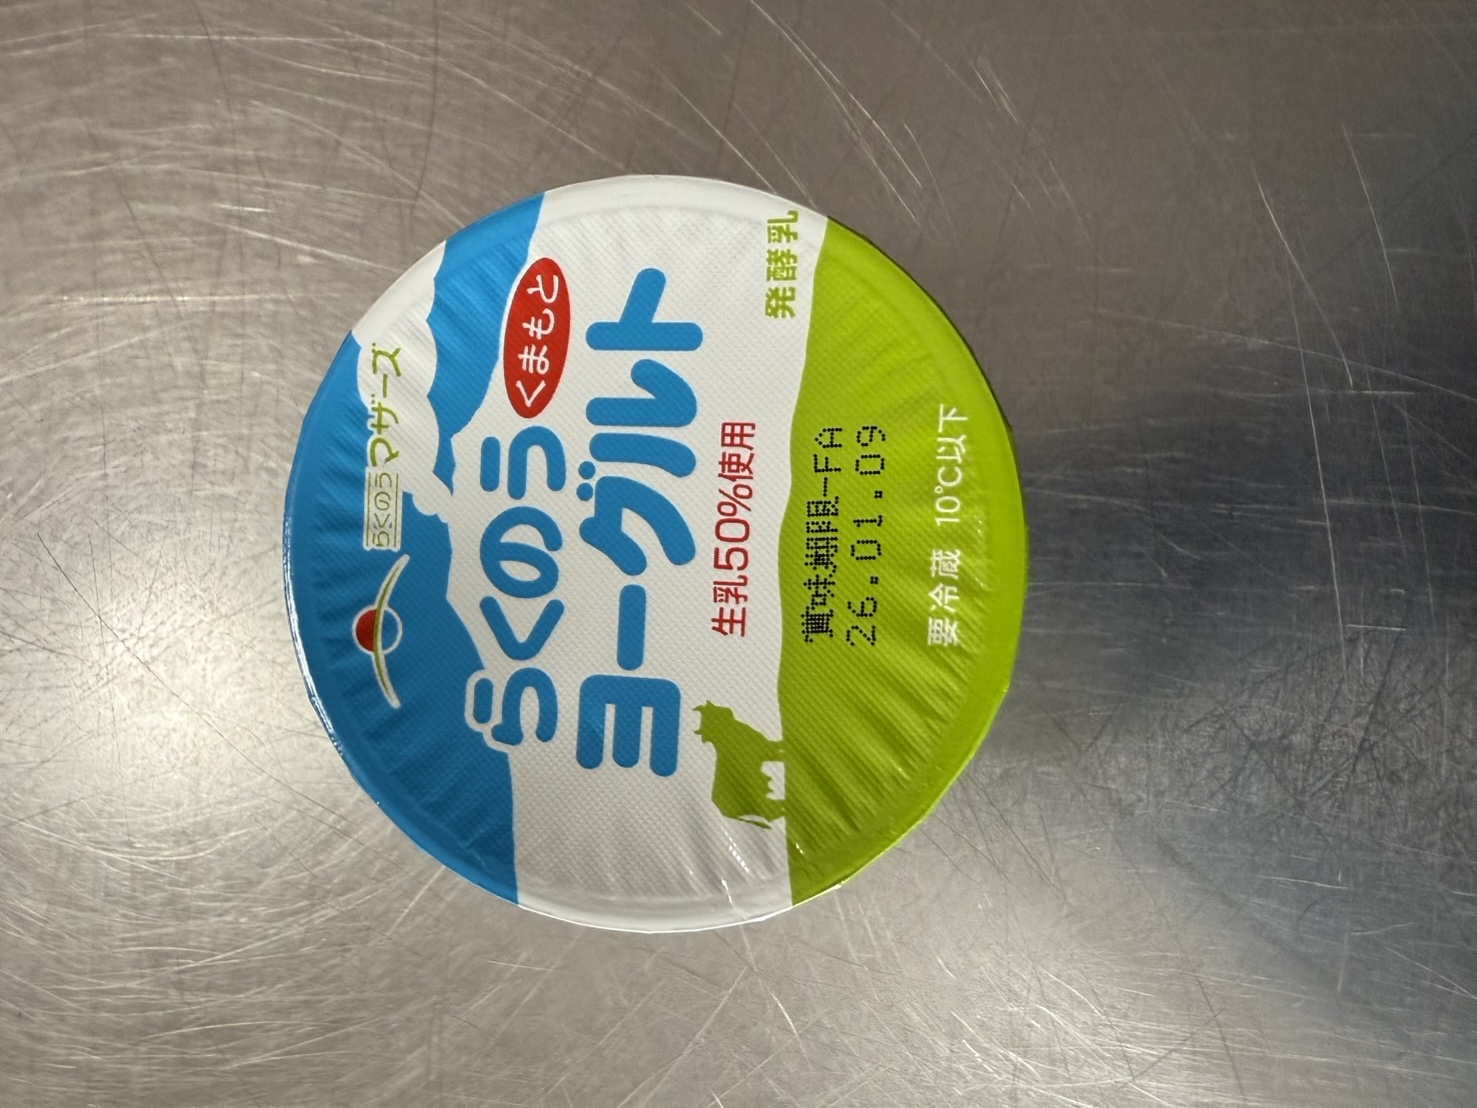 らくのうマザーズ
らくのう くまもと
ヨーグルト
発酵乳
生乳50%使用
賞味期限-FA
26.01.09
要冷蔵 10℃以下